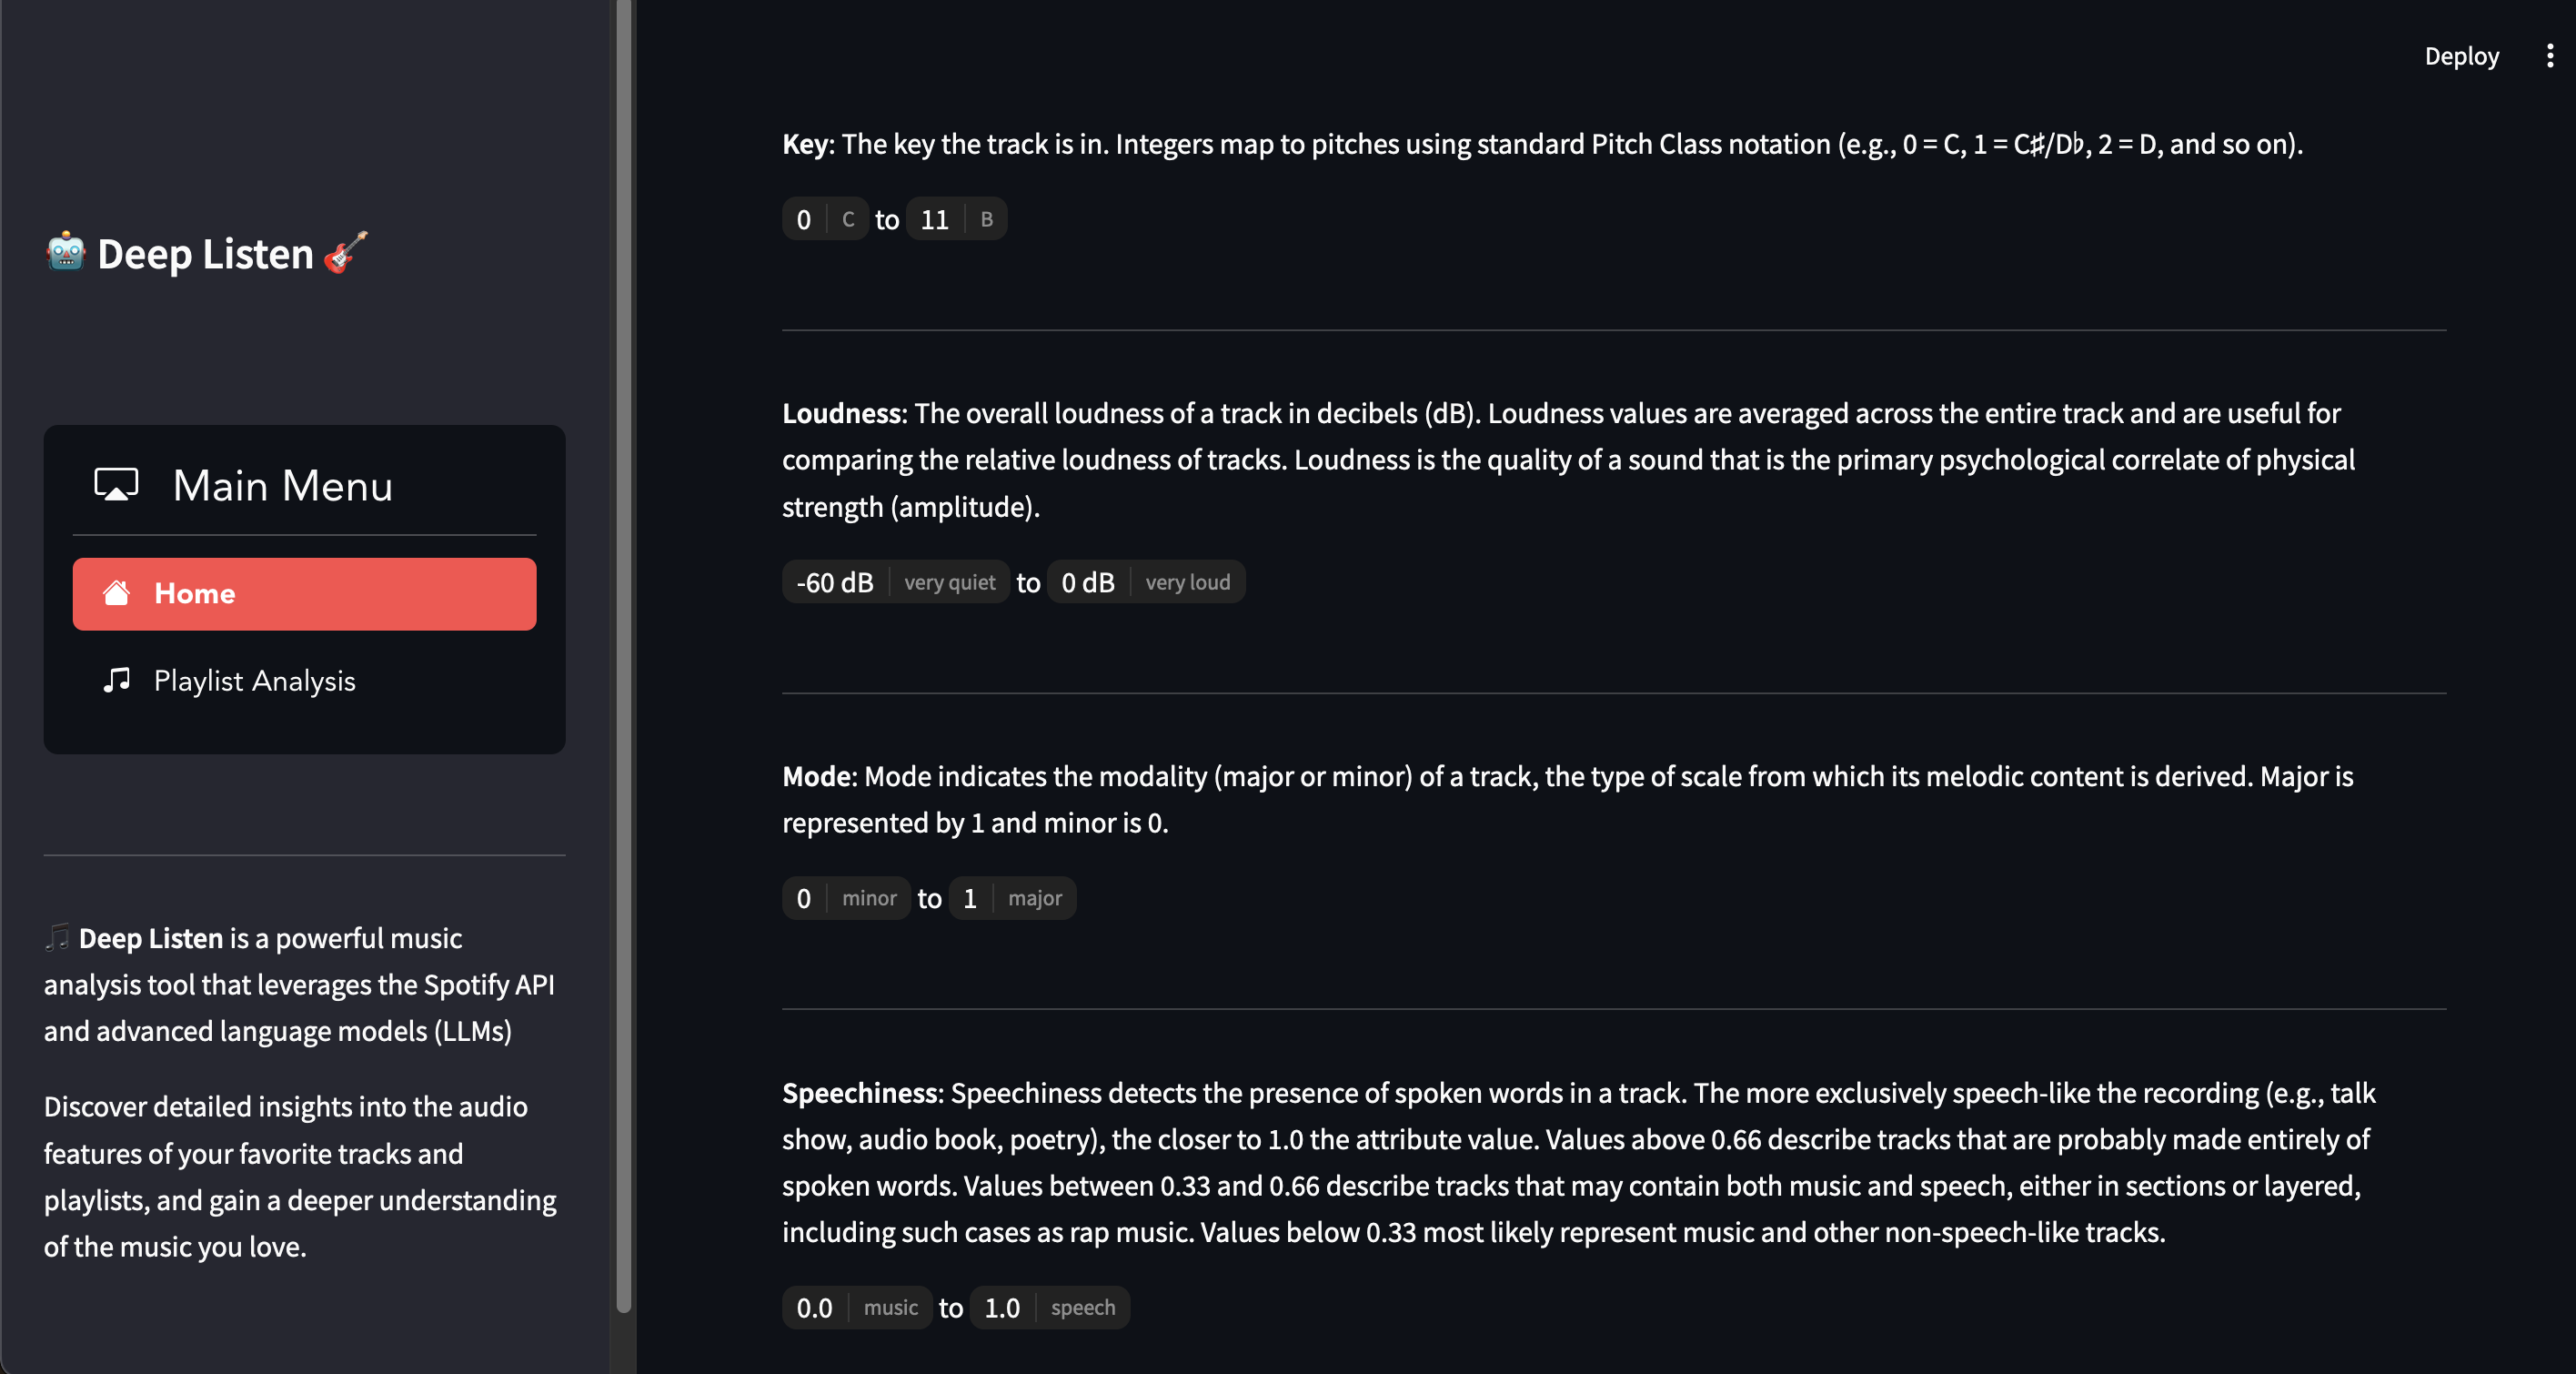 Deploy
🤖 Deep Listen 🎸
Main Menu
Home
Playlist Analysis
🎵 Deep Listen is a powerful music
analysis tool that leverages the Spotify API
and advanced language models (LLMs)
Discover detailed insights into the audio
features of your favorite tracks and
playlists, and gain a deeper understanding
of the music you love.
Key: The key the track is in. Integers map to pitches using standard Pitch Class notation (e.g., 0 = C, 1 = C♯/D♭, 2 = D, and so on).
0 C to 11 B
Loudness: The overall loudness of a track in decibels (dB). Loudness values are averaged across the entire track and are useful for
comparing the relative loudness of tracks. Loudness is the quality of a sound that is the primary psychological correlate of physical
strength (amplitude).
-60 dB very quiet to 0 dB very loud
Mode: Mode indicates the modality (major or minor) of a track, the type of scale from which its melodic content is derived. Major is
represented by 1 and minor is 0.
0 minor to 1 major
Speechiness: Speechiness detects the presence of spoken words in a track. The more exclusively speech-like the recording (e.g., talk
show, audio book, poetry), the closer to 1.0 the attribute value. Values above 0.66 describe tracks that are probably made entirely of
spoken words. Values between 0.33 and 0.66 describe tracks that may contain both music and speech, either in sections or layered,
including such cases as rap music. Values below 0.33 most likely represent music and other non-speech-like tracks.
0.0 music to 1.0 speech